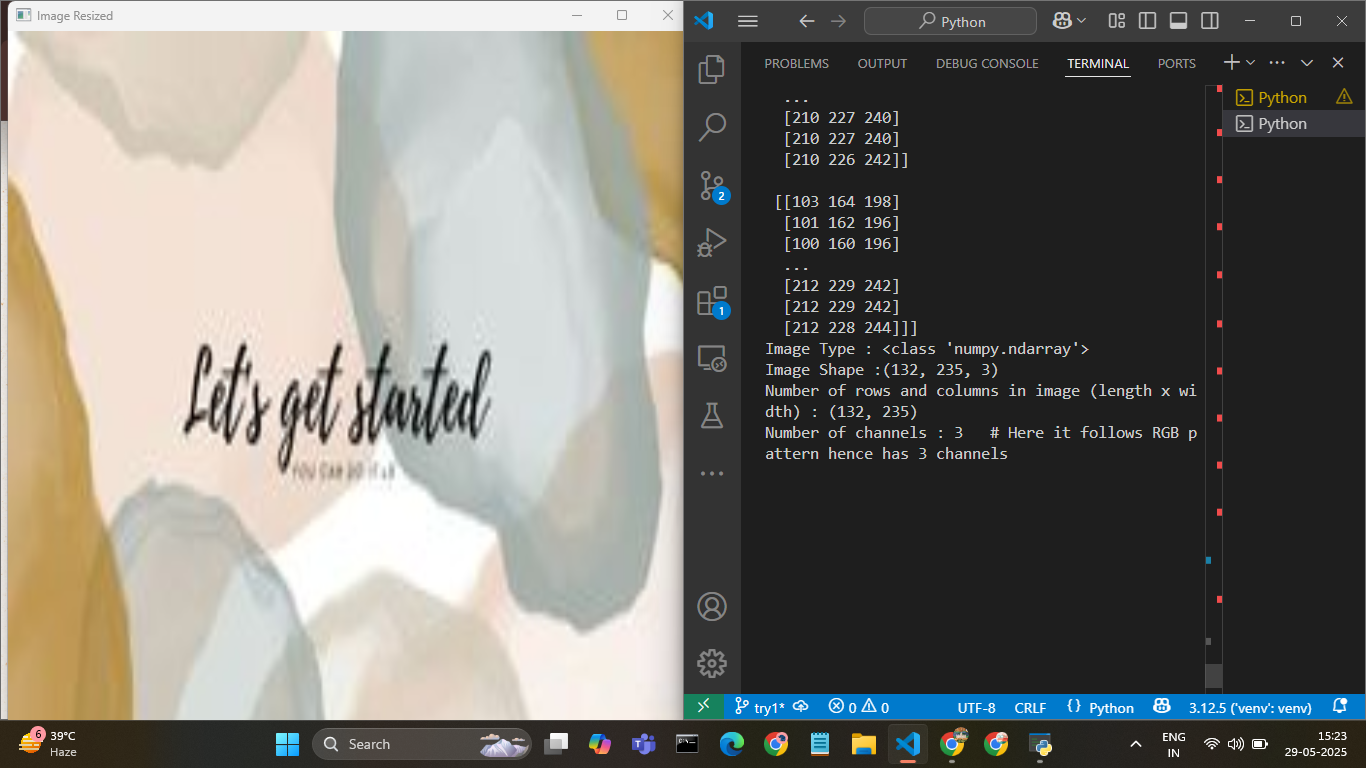 Image Resized
Let's get started
Python
PROBLEMS OUTPUT DEBUG CONSOLE TERMINAL PORTS
...
[210 227 240]
[210 227 240]
[210 226 242]]
[[103 164 198]
[101 162 196]
[100 160 196]
...
[212 229 242]
[212 229 242]
[212 228 244]]]
Image Type : <class 'numpy.ndarray'>
Image Shape :(132, 235, 3)
Number of rows and columns in image (length x wi
dth) : (132, 235)
Number of channels : 3   # Here it follows RGB p
attern hence has 3 channels
Python
Python
2
1
try1* 0 0 UTF-8 CRLF {} Python 3.12.5 ('venv': venv)
6
39°C
Haze
Search
ENG
IN
15:23
29-05-2025